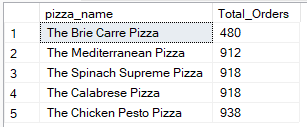 pizza_name Total_Orders
1 The Brie Carre Pizza 480
2 The Mediterranean Pizza 912
3 The Spinach Supreme Pizza 918
4 The Calabrese Pizza 918
5 The Chicken Pesto Pizza 938